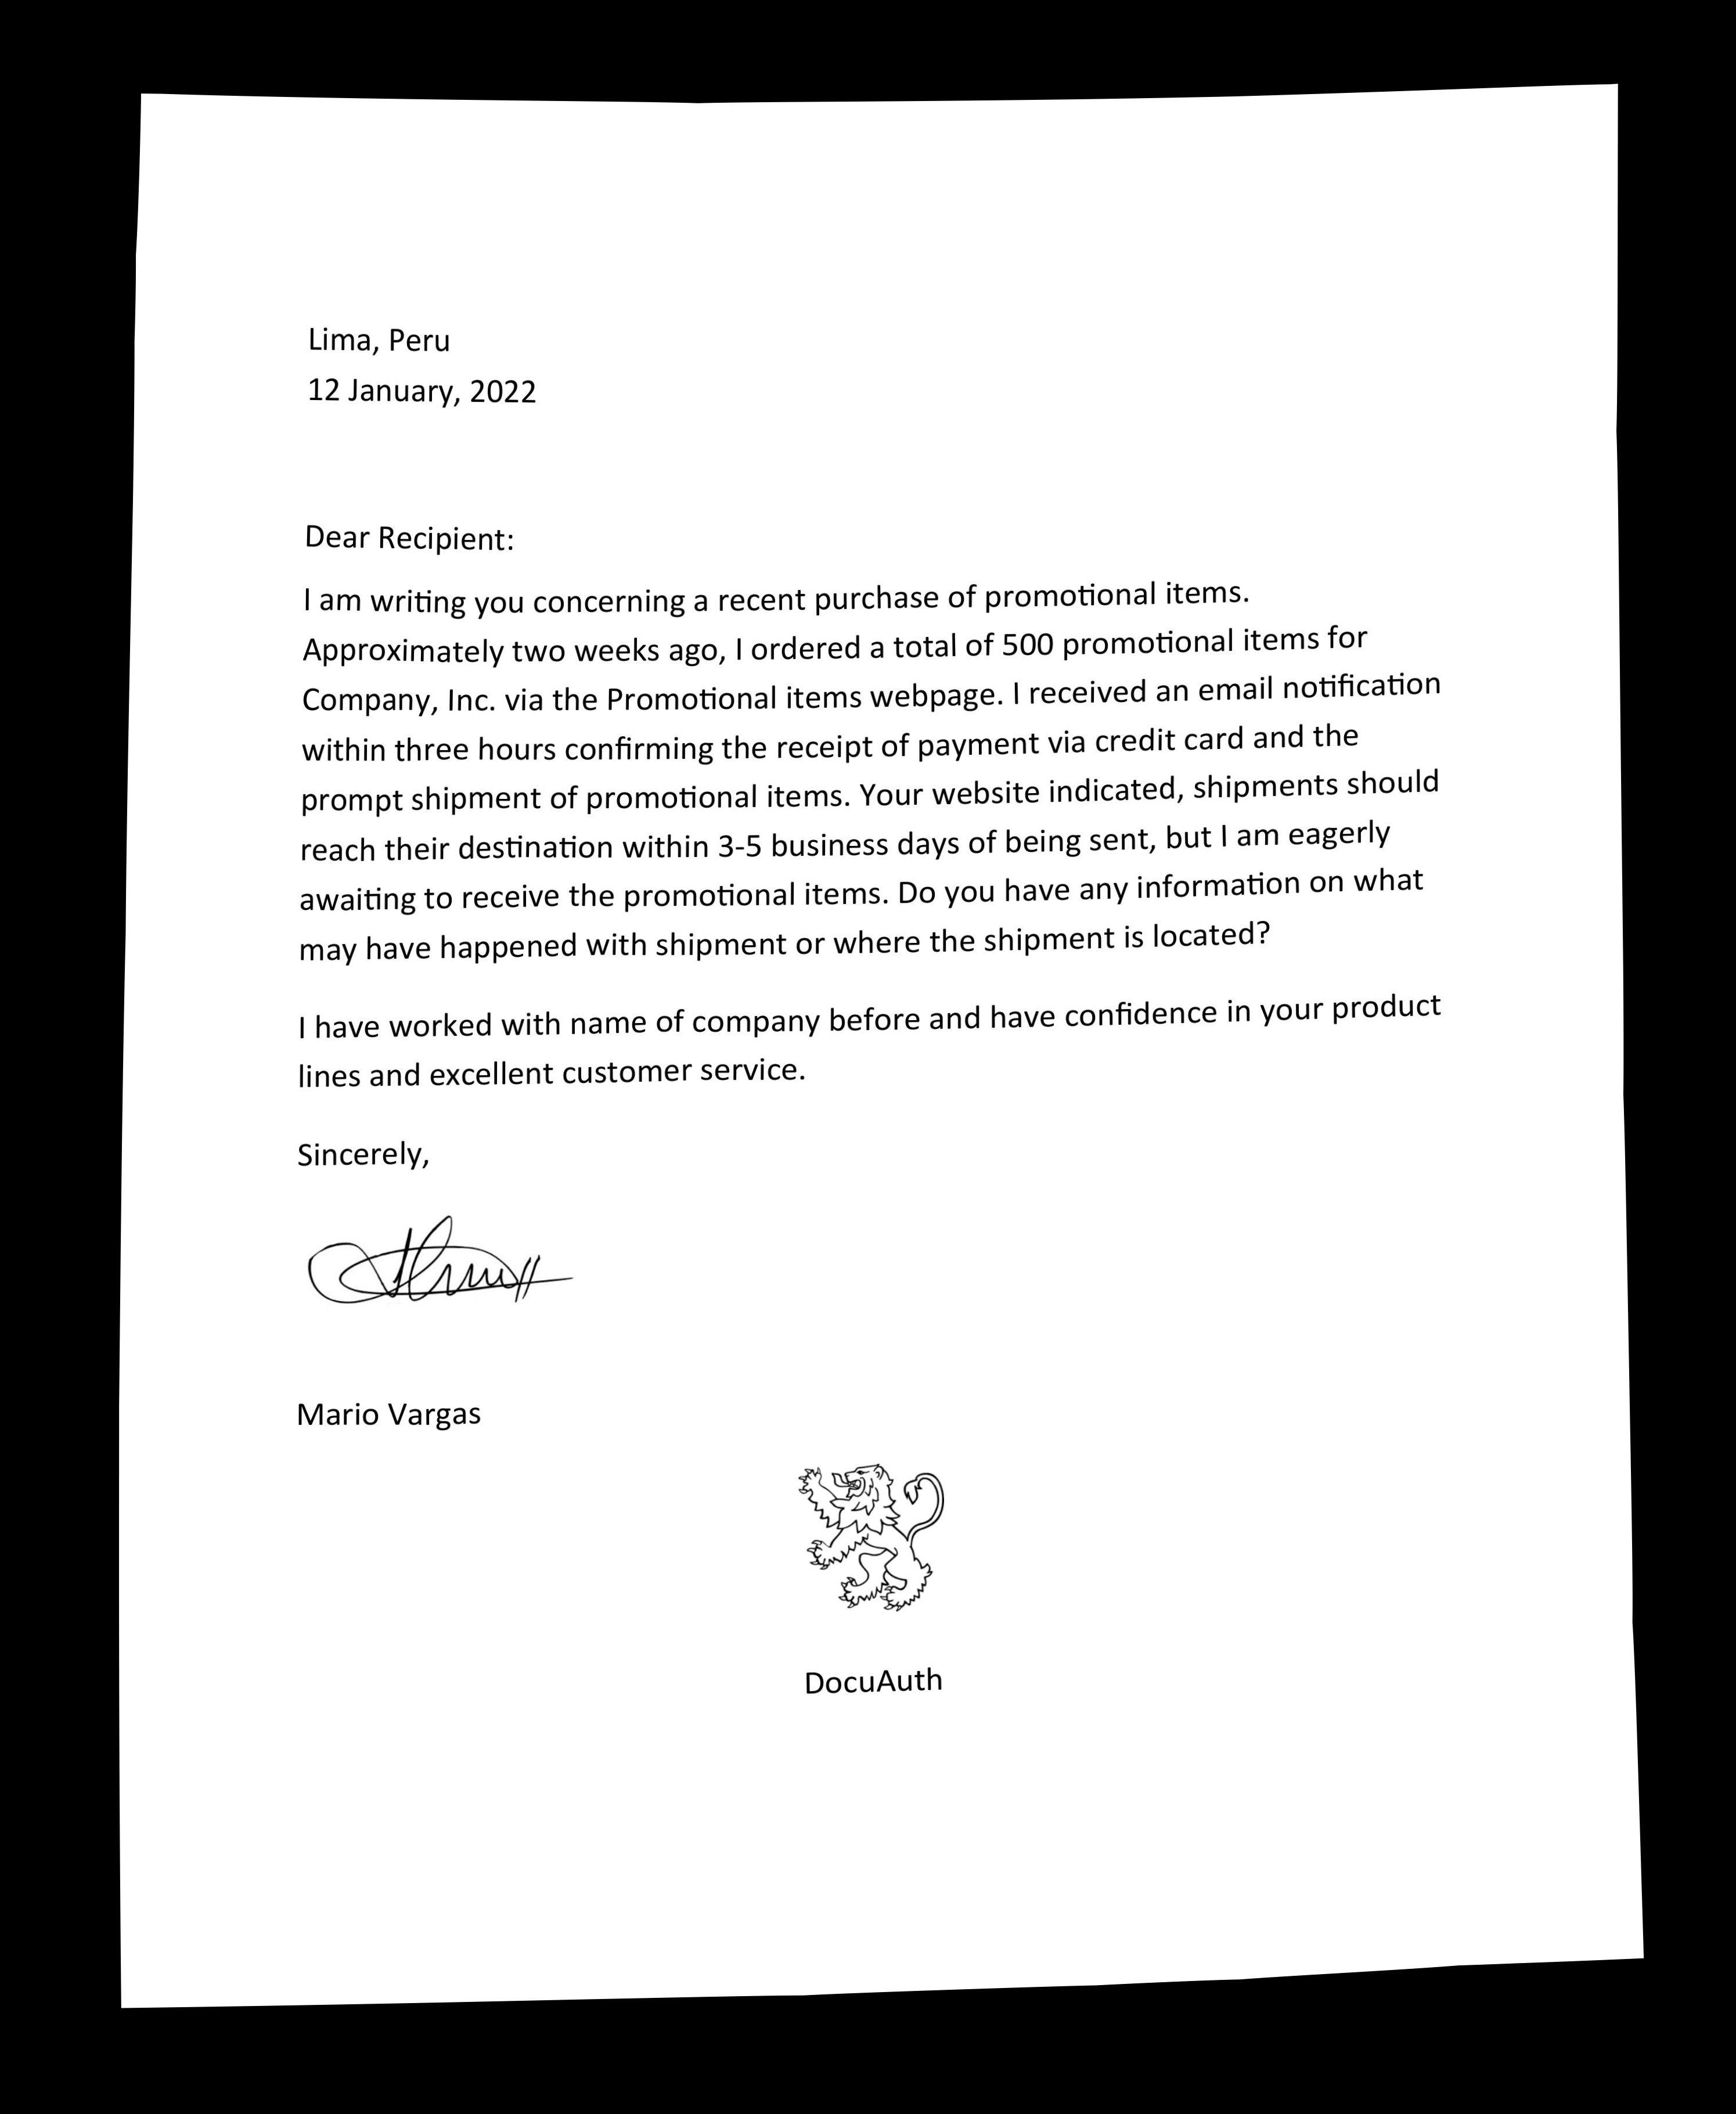 Lima, Peru
12 January, 2022
Dear Recipient:
I am writing you concerning a recent purchase of promotional items.
Approximately two weeks ago, I ordered a total of 500 promotional items for
Company, Inc. via the Promotional items webpage. I received an email notification
within three hours confirming the receipt of payment via credit card and the
prompt shipment of promotional items. Your website indicated, shipments should
reach their destination within 3-5 business days of being sent, but I am eagerly
awaiting to receive the promotional items. Do you have any information on what
may have happened with shipment or where the shipment is located?
I have worked with name of company before and have confidence in your product
lines and excellent customer service.
Sincerely,
Mario Vargas
DocuAuth